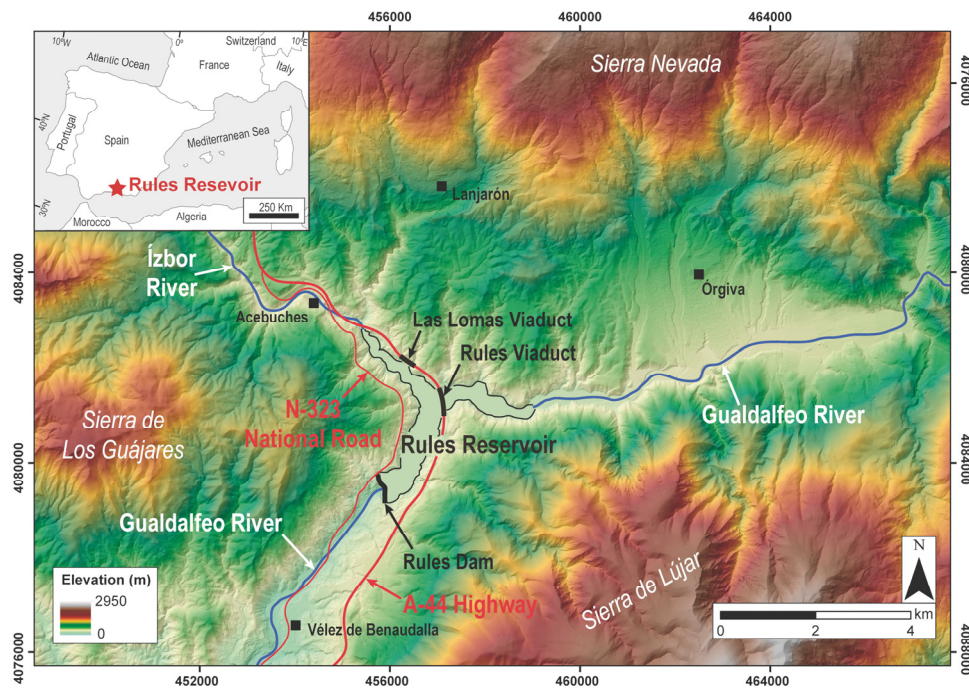 456000
460000
464000
10°W
0°
Switzerland
10°E
Atlantic Ocean
France
Italy
40°N
Portugal
Spain
Mediterranean Sea
Rules Resevoir
30°N
250 Km
Morocco
Algeria
Sierra Nevada
4076000
Lanjarón
4084000
Ízbor
River
Órgiva
4080000
Acebuches
Las Lomas Viaduct
Rules Viaduct
N-323
National Road
Gualdalfeo River
Sierra de
Los Guájares
Rules Reservoir
4080000
4084000
Gualdalfeo River
Rules Dam
Sierra de Lújar
N
Elevation (m)
2950
0
A-44 Highway
0
2
4
km
Vélez de Benaudalla
4076000
4088000
452000
456000
460000
464000